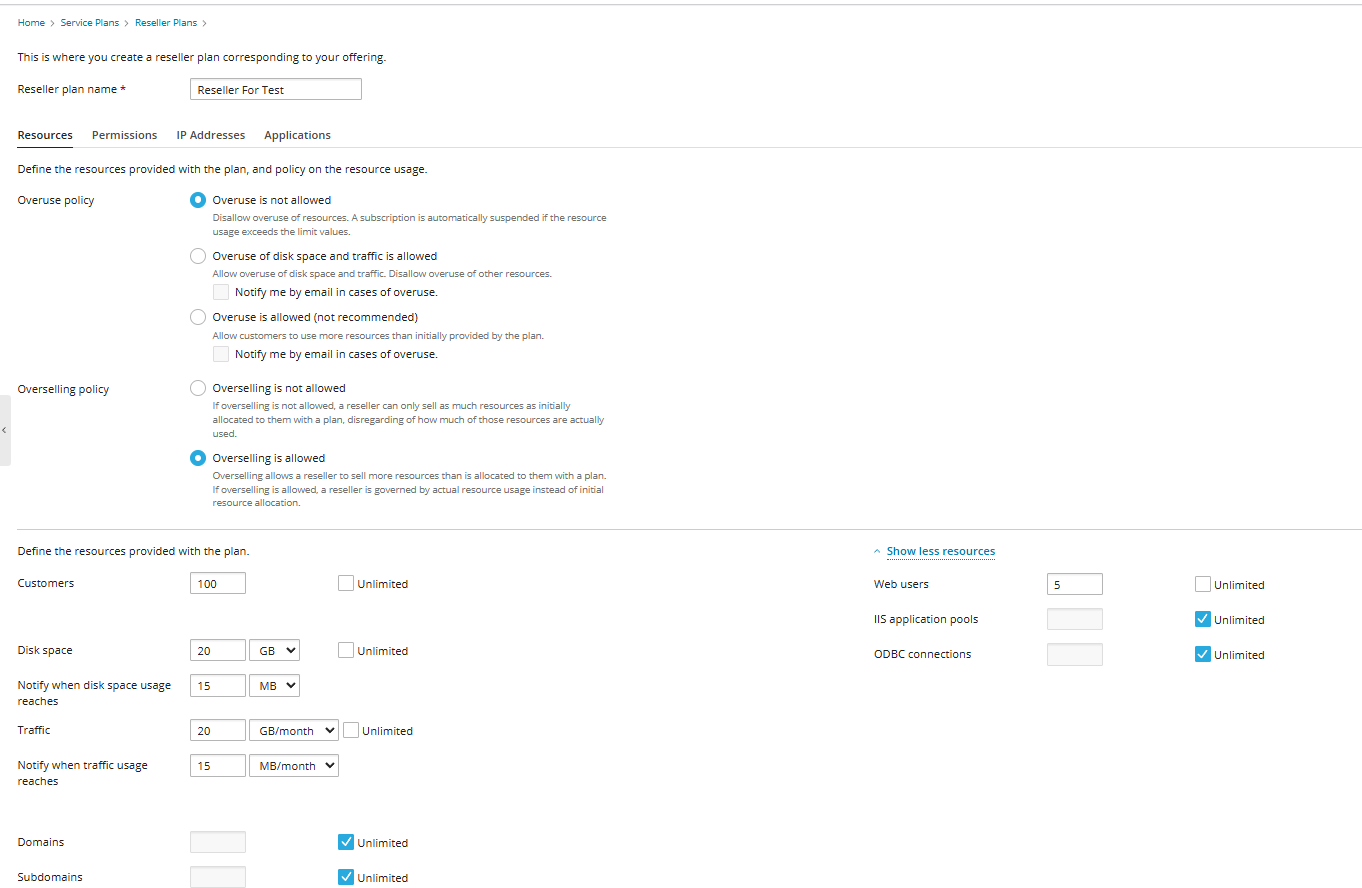 Home > Service Plans > Reseller Plans >
This is where you create a reseller plan corresponding to your offering.
Reseller plan name * Reseller For Test
Resources Permissions IP Addresses Applications
Define the resources provided with the plan, and policy on the resource usage.
Overuse policy
Overuse is not allowed
Disallow overuse of resources. A subscription is automatically suspended if the resource
usage exceeds the limit values.
Overuse of disk space and traffic is allowed
Allow overuse of disk space and traffic. Disallow overuse of other resources.
Notify me by email in cases of overuse.
Overuse is allowed (not recommended)
Allow customers to use more resources than initially provided by the plan.
Notify me by email in cases of overuse.
Overselling policy
Overselling is not allowed
If overselling is not allowed, a reseller can only sell as much resources as initially
allocated to them with a plan, disregarding of how much of those resources are actually
used.
Overselling is allowed
Overselling allows a reseller to sell more resources than is allocated to them with a plan.
If overselling is allowed, a reseller is governed by actual resource usage instead of initial
resource allocation.
Define the resources provided with the plan.
Customers 100 Unlimited
Disk space 20 GB Unlimited
Notify when disk space usage
reaches
15 MB
Traffic 20 GB/month Unlimited
Notify when traffic usage
reaches
15 MB/month
Domains Unlimited
Subdomains Unlimited
Show less resources
Web users 5 Unlimited
IIS application pools Unlimited
ODBC connections Unlimited